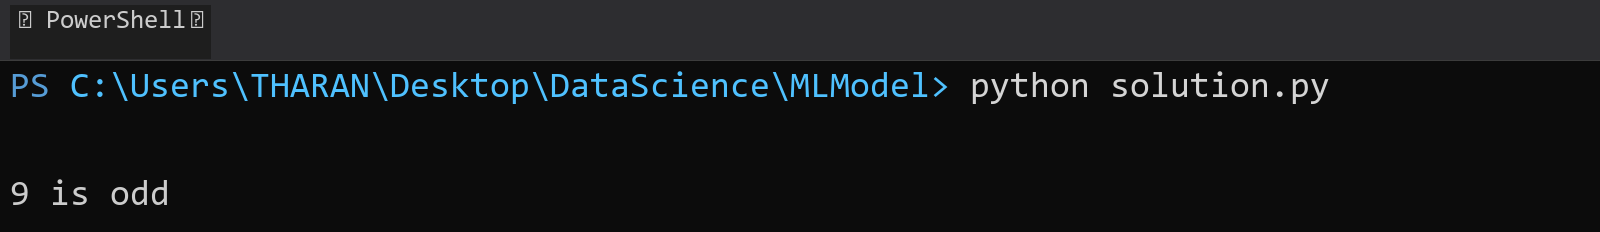 PowerShell
PS C:\Users\THARAN\Desktop\DataScience\MLModel> python solution.py
9 is odd